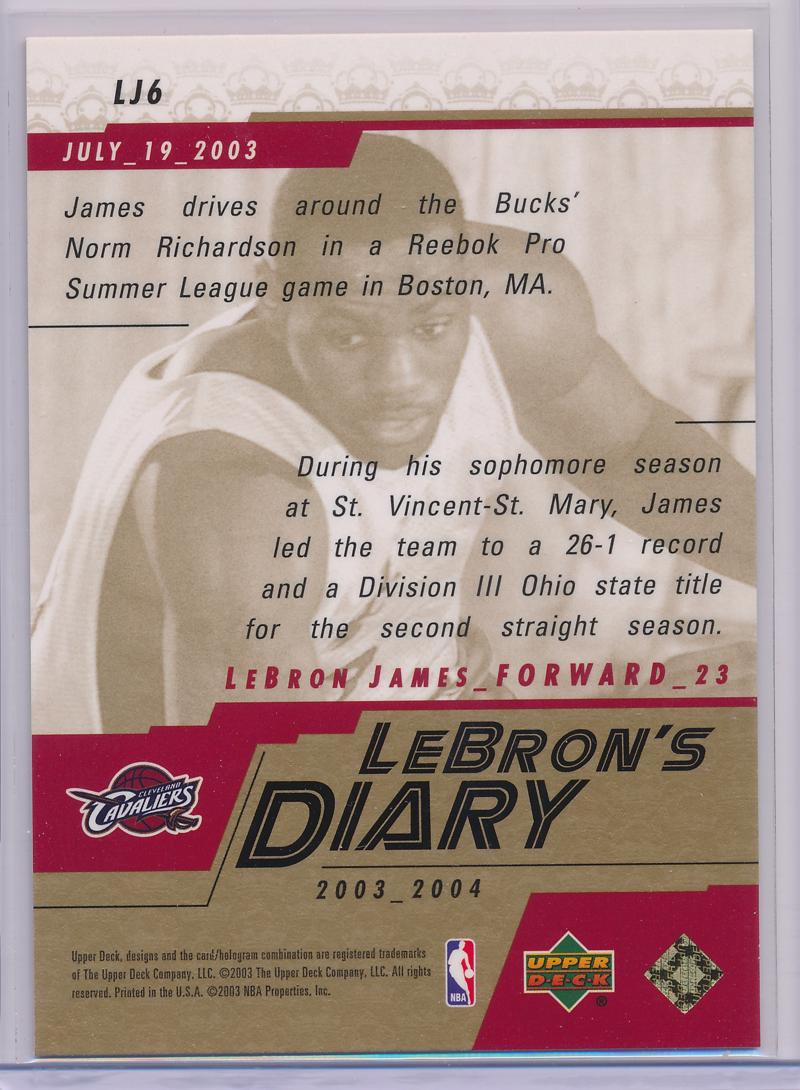 LJ6
JULY_19_2003
James drives around the Bucks'
Norm Richardson in a Reebok Pro
Summer League game in Boston, MA.
During his sophomore season
at St. Vincent-St. Mary, James
led the team to a 26-1 record
and a Division III Ohio state title
for the second straight season.
LEBRON JAMES_FORWARD_23
LEBRON'S
DIARY
CLEVELAND
CAVALIERS
2003_2004
Upper Deck, designs and the card/hologram combination are registered trademarks
of The Upper Deck Company, LLC. ©2003 The Upper Deck Company, LLC. All rights
reserved. Printed in the U.S.A. ©2003 NBA Properties, Inc.
NBA
UPPER
D·E·C·K
®